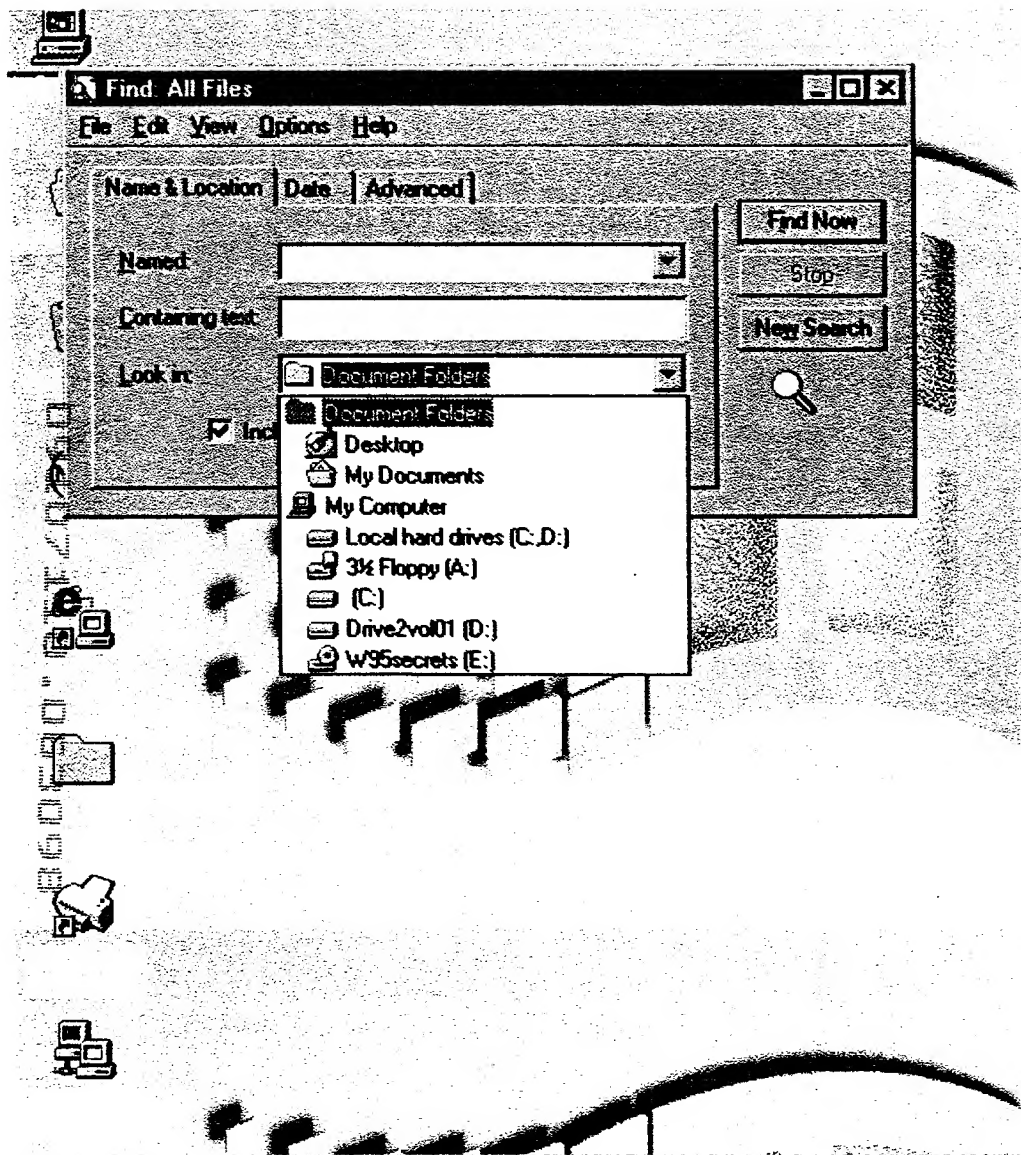 Find: All Files
File Edit View Options Help
Name & Location Date Advanced
Find Now
Named:
Stop
Containing text:
New Search
Look in: Document Folders
Document Folders
Incl
Desktop
My Documents
My Computer
Local hard drives (C:,D:)
3½ Floppy (A:)
(C:)
Drive2vol01 (D:)
W95secrets (E:)